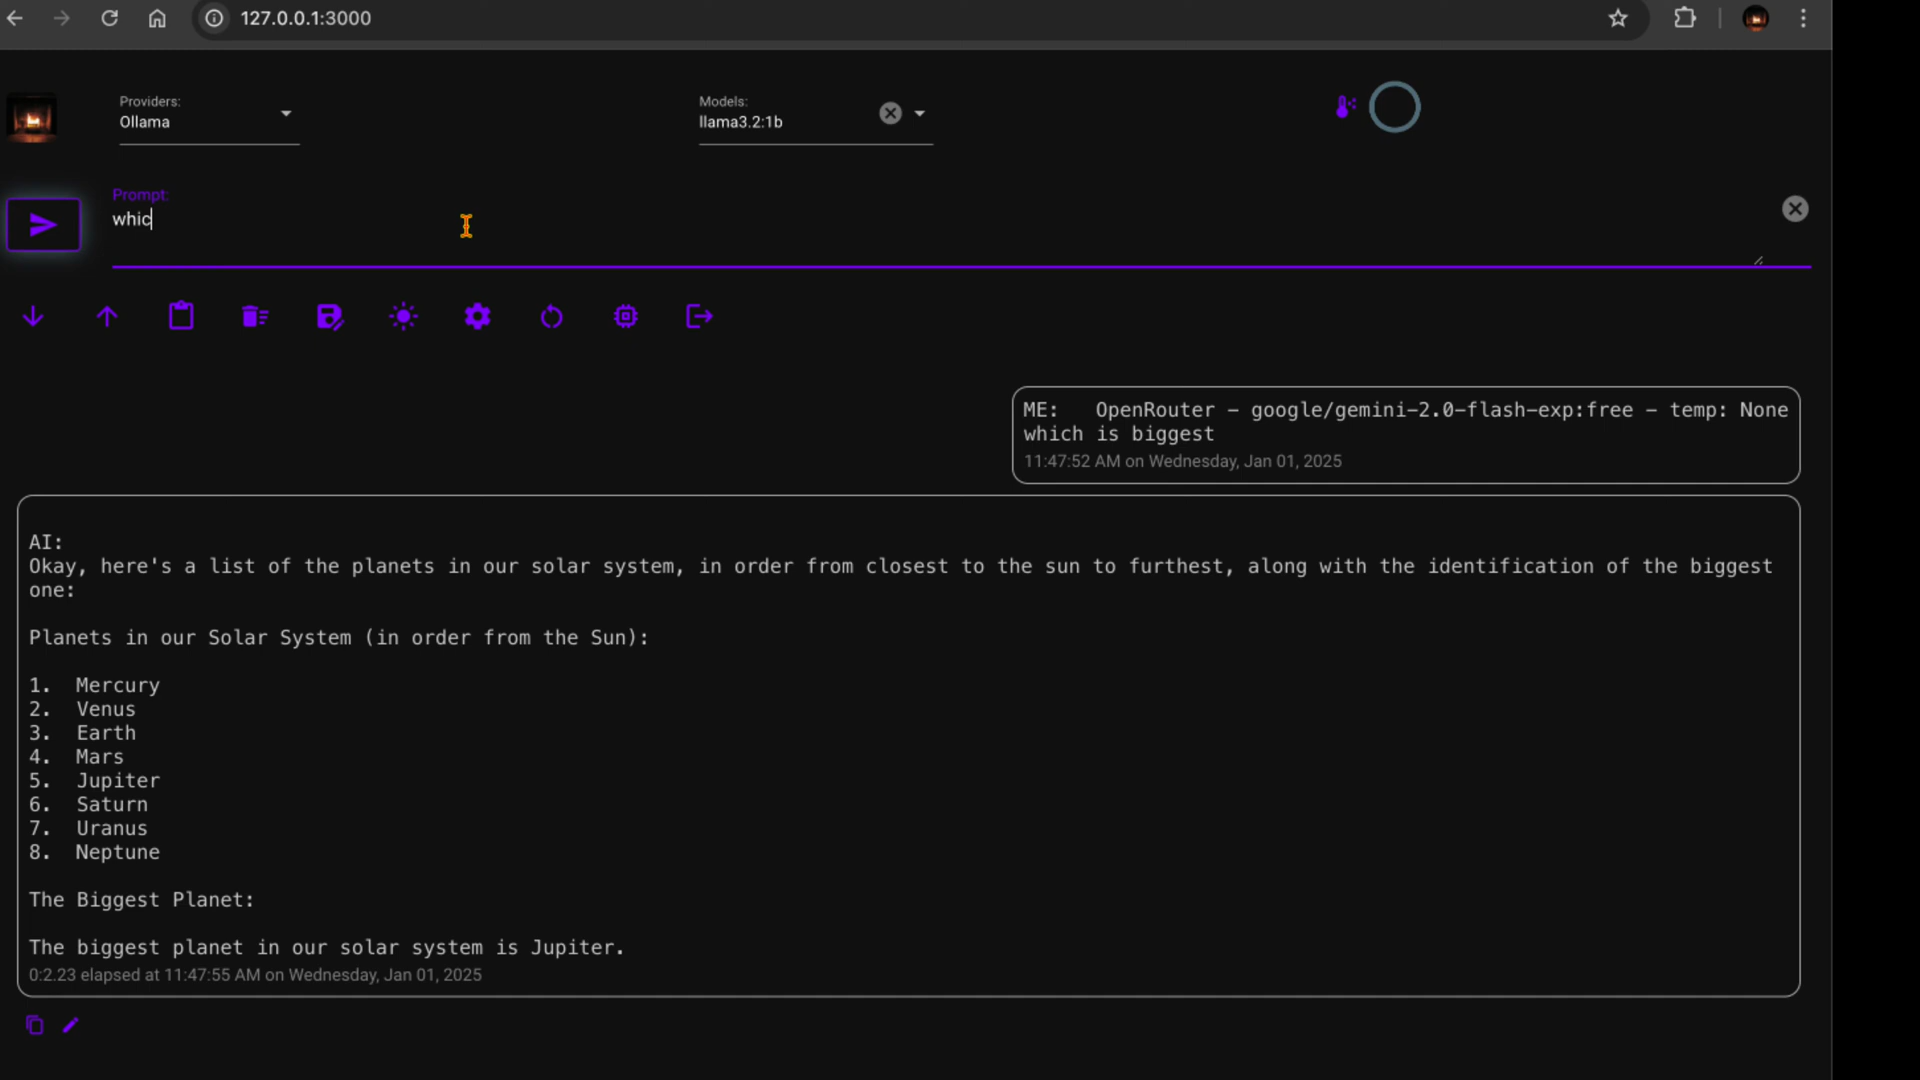 127.0.0.1:3000
Providers:
Ollama
Models:
llama3.2:1b
Prompt:
whic
ME:   OpenRouter – google/gemini–2.0–flash–exp:free – temp: None
which is biggest
11:47:52 AM on Wednesday, Jan 01, 2025
AI:
Okay, here's a list of the planets in our solar system, in order from closest to the sun to furthest, along with the identification of the biggest
one:
Planets in our Solar System (in order from the Sun):
1.  Mercury
2.  Venus
3.  Earth
4.  Mars
5.  Jupiter
6.  Saturn
7.  Uranus
8.  Neptune
The Biggest Planet:
The biggest planet in our solar system is Jupiter.
0:2.23 elapsed at 11:47:55 AM on Wednesday, Jan 01, 2025